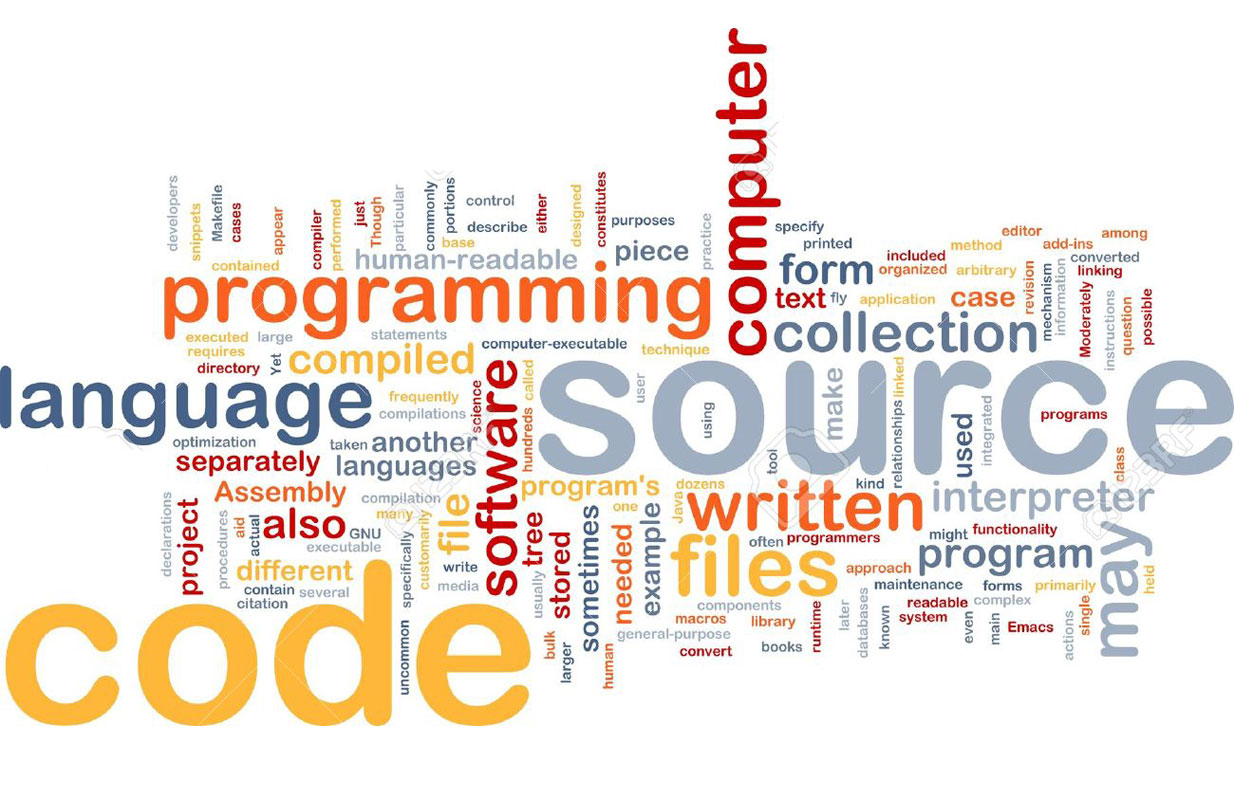 computer
developers
snippets
Makefile
cases
appear
compiler
performed
just
Though
particular
commonly
portions
control
describe
base
either
designed
constitutes
purposes
piece
practice
contained
human-readable
programming
specify
printed
form
text
fly
included
organized
application
method
arbitrary
case
editor
revision
add-ins
among
converted
linking
mechanism
information
Moderately
instructions
question
possible
collection
executed
large
requires
directory
Yet
statements
compiled
computer-executable
technique
language
frequently
compilations
science
software
called
hundreds
source
user
using
make
linked
relationships
used
integrated
programs
class
optimization
taken
another
separately
languages
tool
kind
Assembly
compilation
many
program's
dozens
Java
written
interpreter
declarations
project
procedures
aid
actual
also
GNU
executable
specifically
customarily
file
write
media
one
tree
usually
stored
sometimes
needed
example
files
often
programmers
might
functionality
program
may
held
different
contain
several
citation
approach
maintenance
forms
primarily
code
uncommon
bulk
larger
human
components
macros
library
general-purpose
convert
books
runtime
later
databases
known
readable
complex
system
even
main
Emacs
actions
single